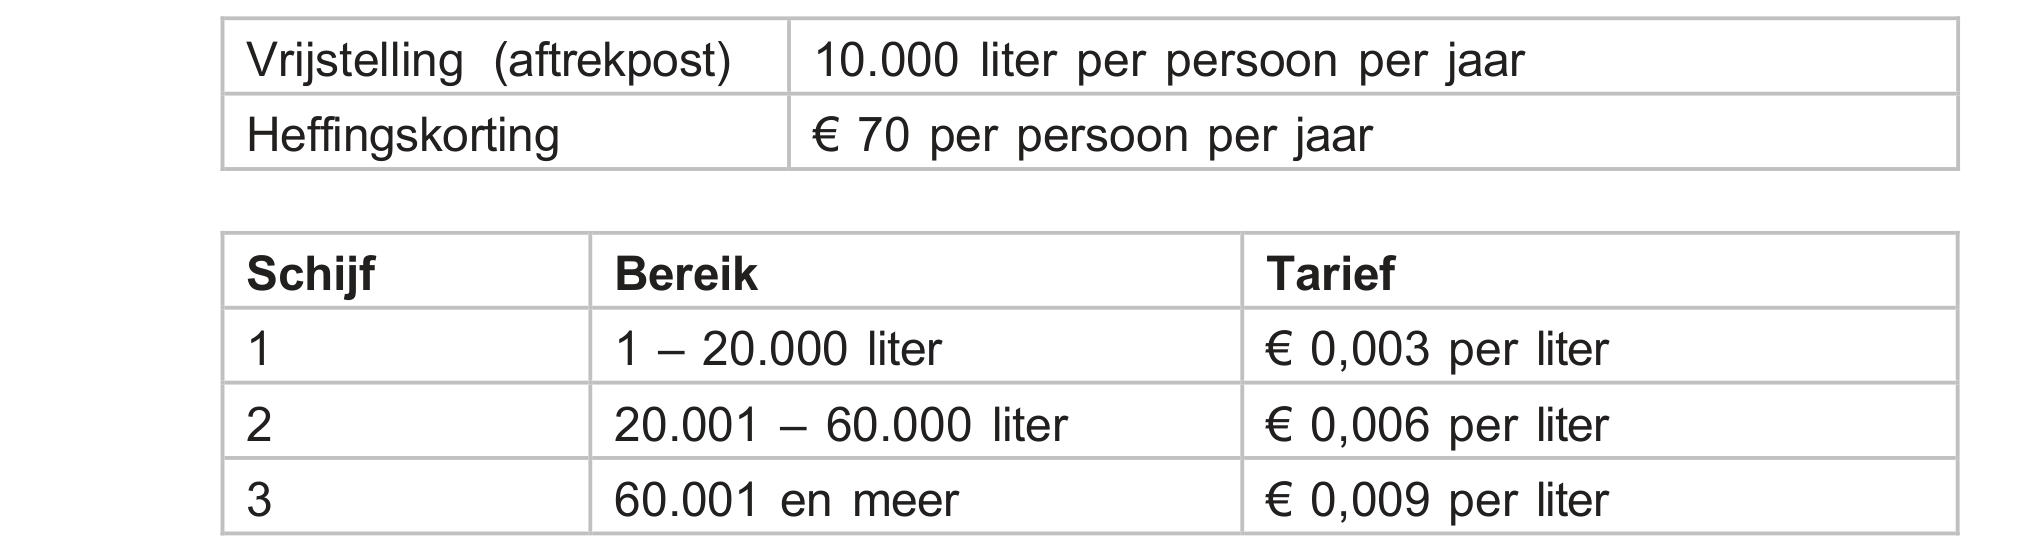 Vrijstelling (aftrekpost) 10.000 liter per persoon per jaar
Heffingskorting € 70 per persoon per jaar
Schijf Bereik Tarief
1 1 – 20.000 liter € 0,003 per liter
2 20.001 – 60.000 liter € 0,006 per liter
3 60.001 en meer € 0,009 per liter